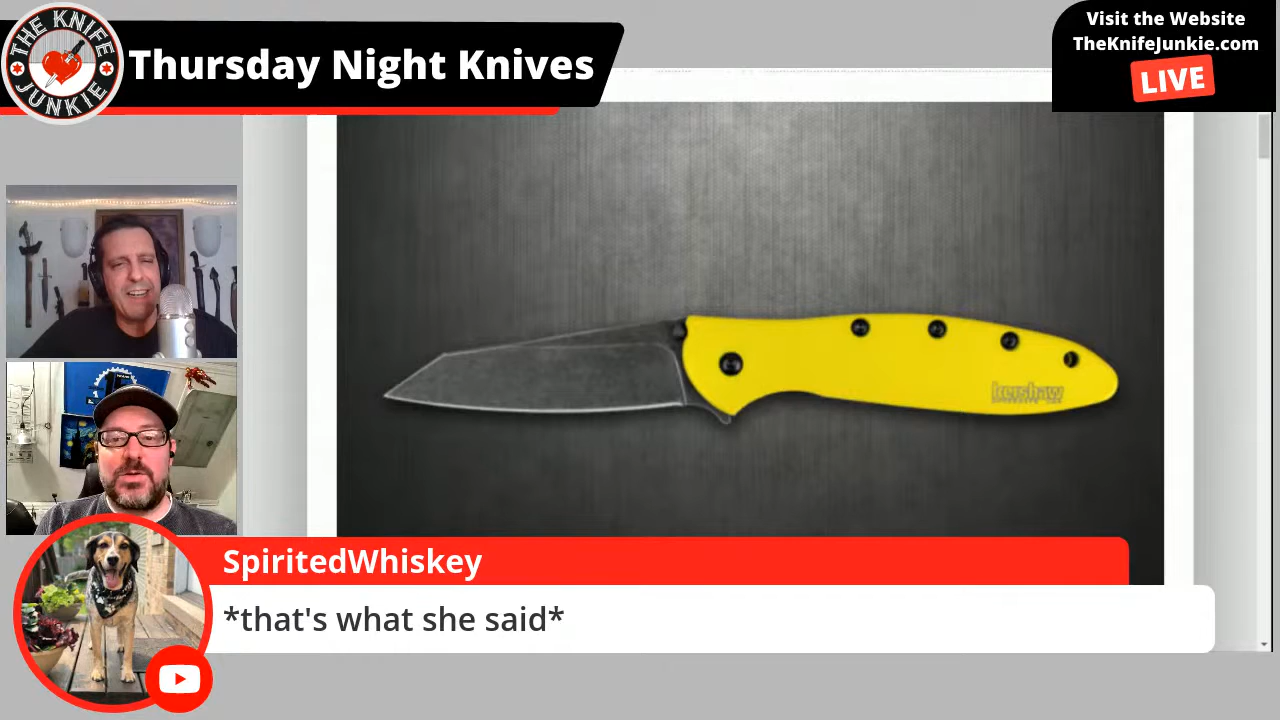 THE KNIFE
JUNKIE
Thursday Night Knives
Visit the Website
TheKnifeJunkie.com
LIVE
kershaw
SpiritedWhiskey
*that's what she said*